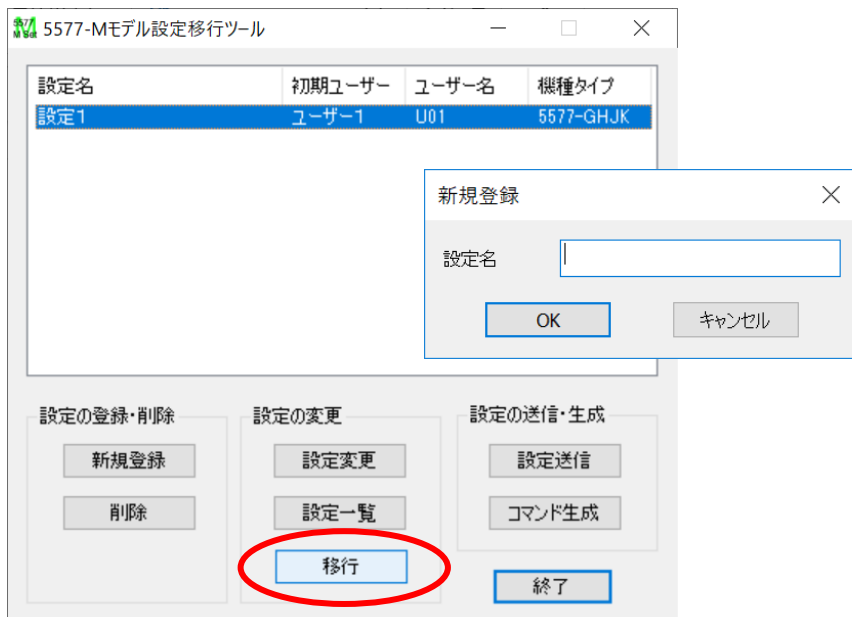 5577-Mモデル設定移行ツール
設定名 初期ユーザー ユーザー名 機種タイプ
設定1 ユーザー1 U01 5577-GHJK
新規登録
設定名
OK キャンセル
設定の登録・削除 設定の変更 設定の送信・生成
新規登録 設定変更 設定送信
削除 設定一覧 コマンド生成
移行
終了